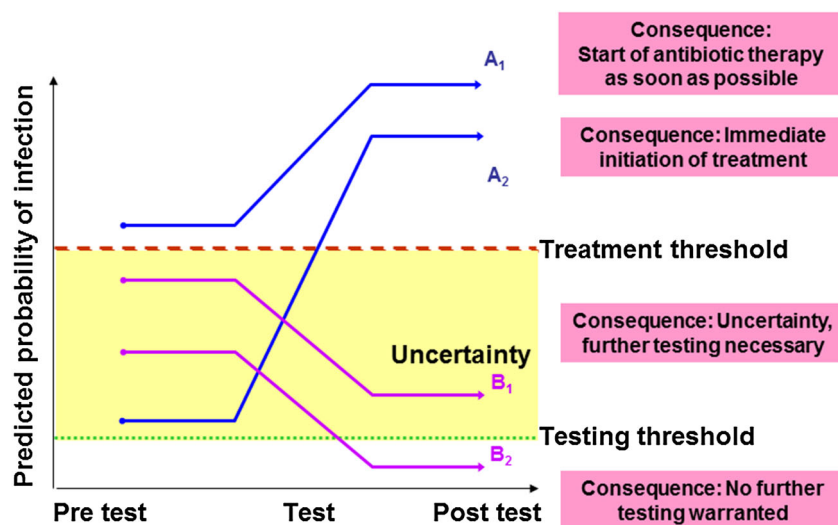 Consequence:
Start of antibiotic therapy
as soon as possible
A1
Consequence: Immediate
initiation of treatment
A2
Predicted probability of infection
Treatment threshold
Consequence: Uncertainty,
further testing necessary
Uncertainty
B1
Testing threshold
B2
Consequence: No further
testing warranted
Pre test Test Post test